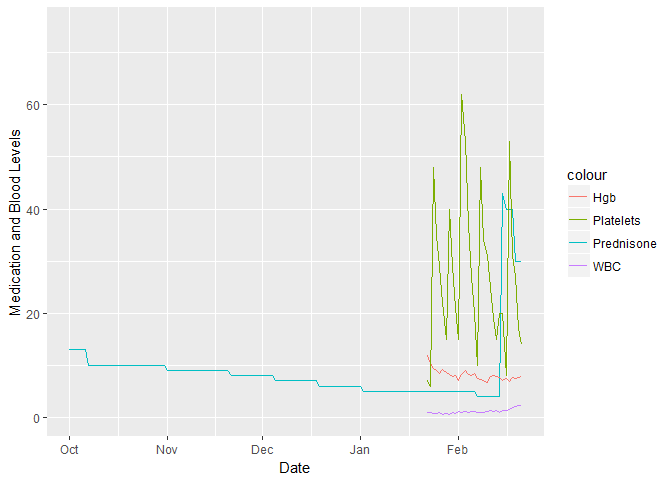 Medication and Blood Levels
60
40
20
0
Oct Nov Dec Jan Feb
Date
colour
Hgb
Platelets
Prednisone
WBC